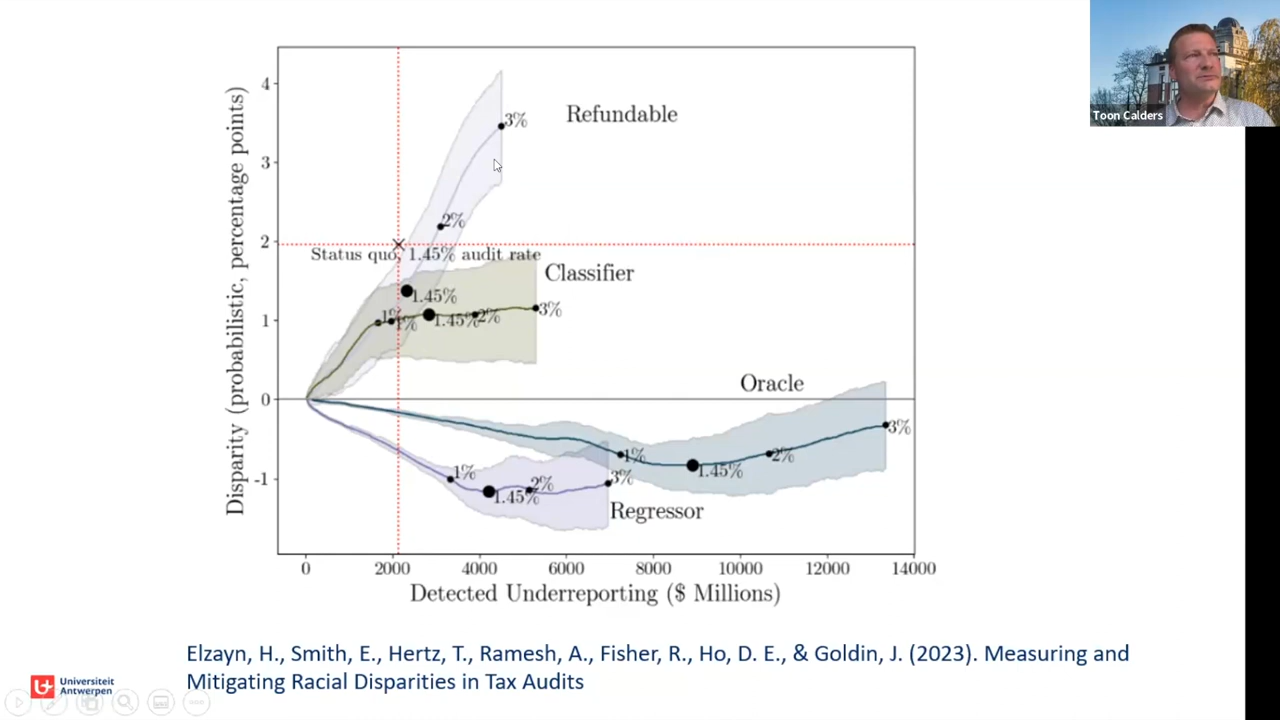 Toon Calders
Disparity (probabilistic, percentage points)
4
3
2
1
0
-1
Refundable
3%
2%
Status quo, 1.45% audit rate
Classifier
1.45%
1%
1%
1.45%
2%
3%
Oracle
3%
1%
1.45%
2%
1%
1.45%
2%
3%
Regressor
0
2000
4000
6000
8000
10000
12000
14000
Detected Underreporting ($ Millions)
Elzayn, H., Smith, E., Hertz, T., Ramesh, A., Fisher, R., Ho, D. E., & Goldin, J. (2023). Measuring and
Mitigating Racial Disparities in Tax Audits
Universiteit
Antwerpen